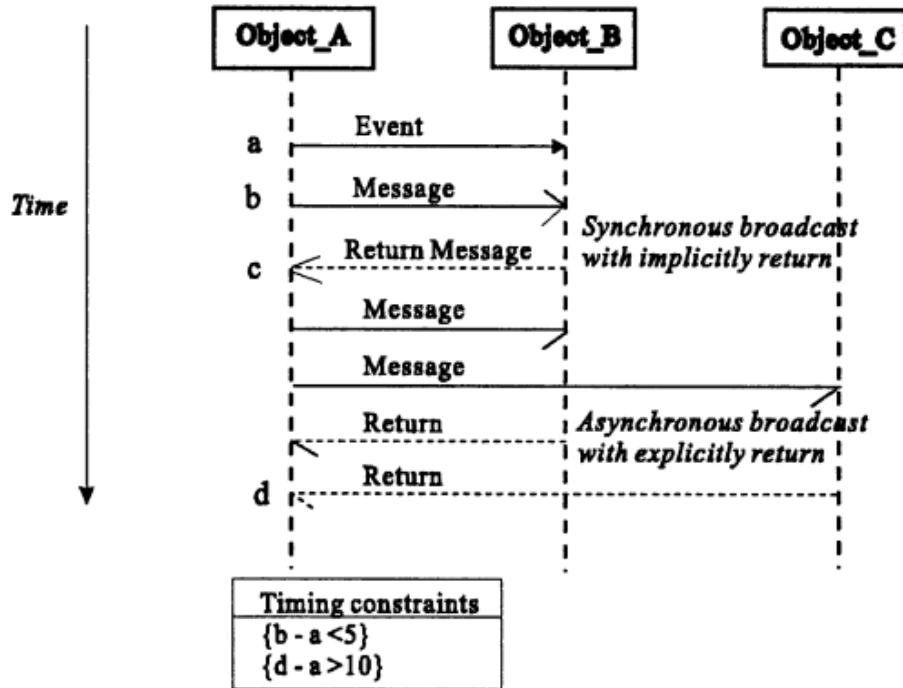 Object_A Object_B Object_C
a Event
b Message
Time
Synchronous broadcast
with implicitly return
c Return Message
Message
Message
Asynchronous broadcast
with explicitly return
Return
d Return
Timing constraints
{b - a <5}
{d - a >10}